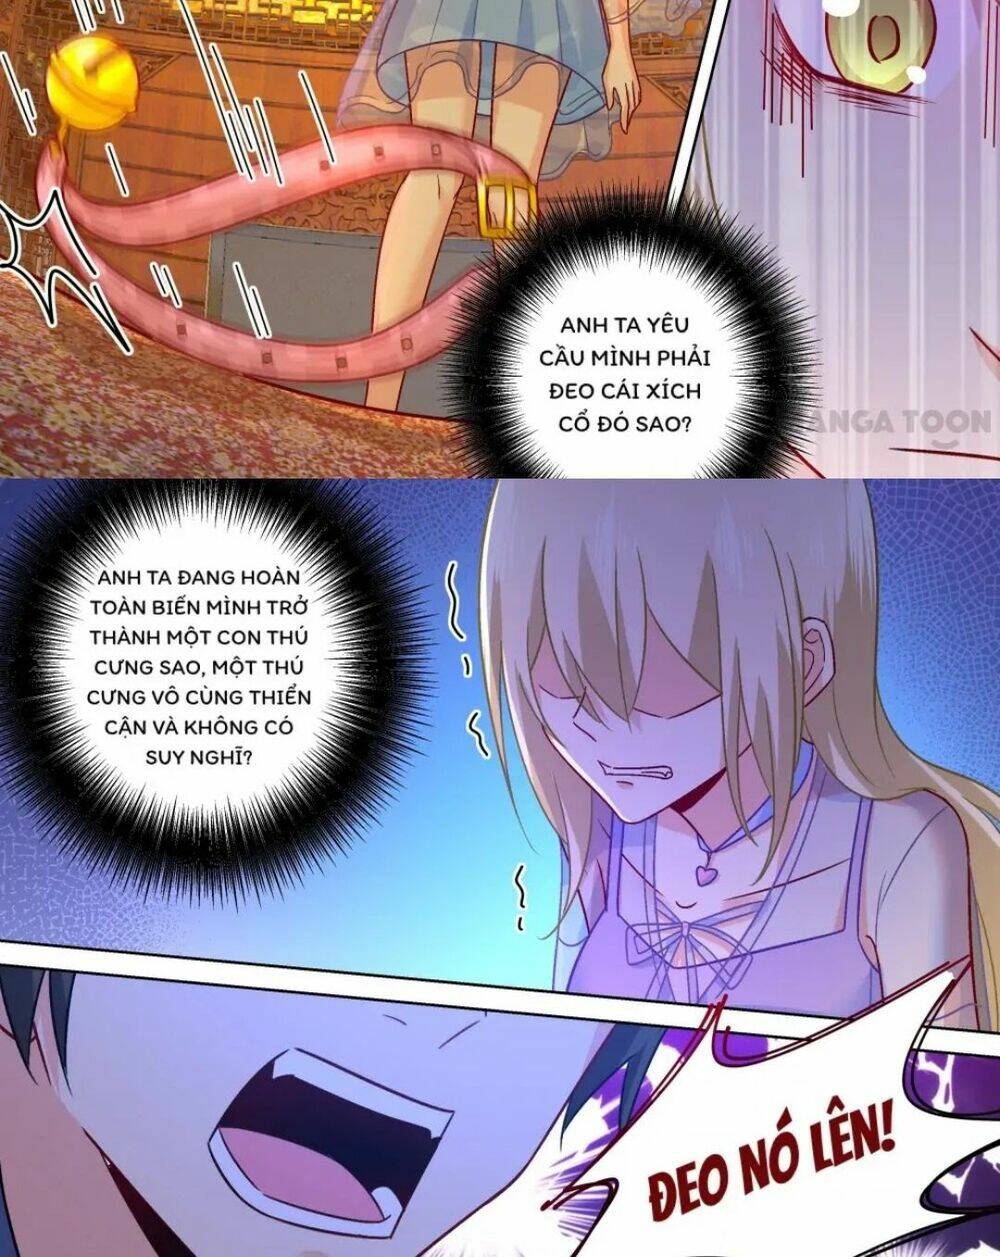 ANH TA YÊU
CẦU MÌNH PHẢI
ĐEO CÁI XÍCH
CỔ ĐÓ SAO?
MANGA TOON
ANH TA ĐANG HOÀN
TOÀN BIẾN MÌNH TRỞ
THÀNH MỘT CON THÚ
CƯNG SAO, MỘT THÚ
CƯNG VÔ CÙNG THIỂN
CẬN VÀ KHÔNG CÓ
SUY NGHĨ?
ĐEO NÓ LÊN!